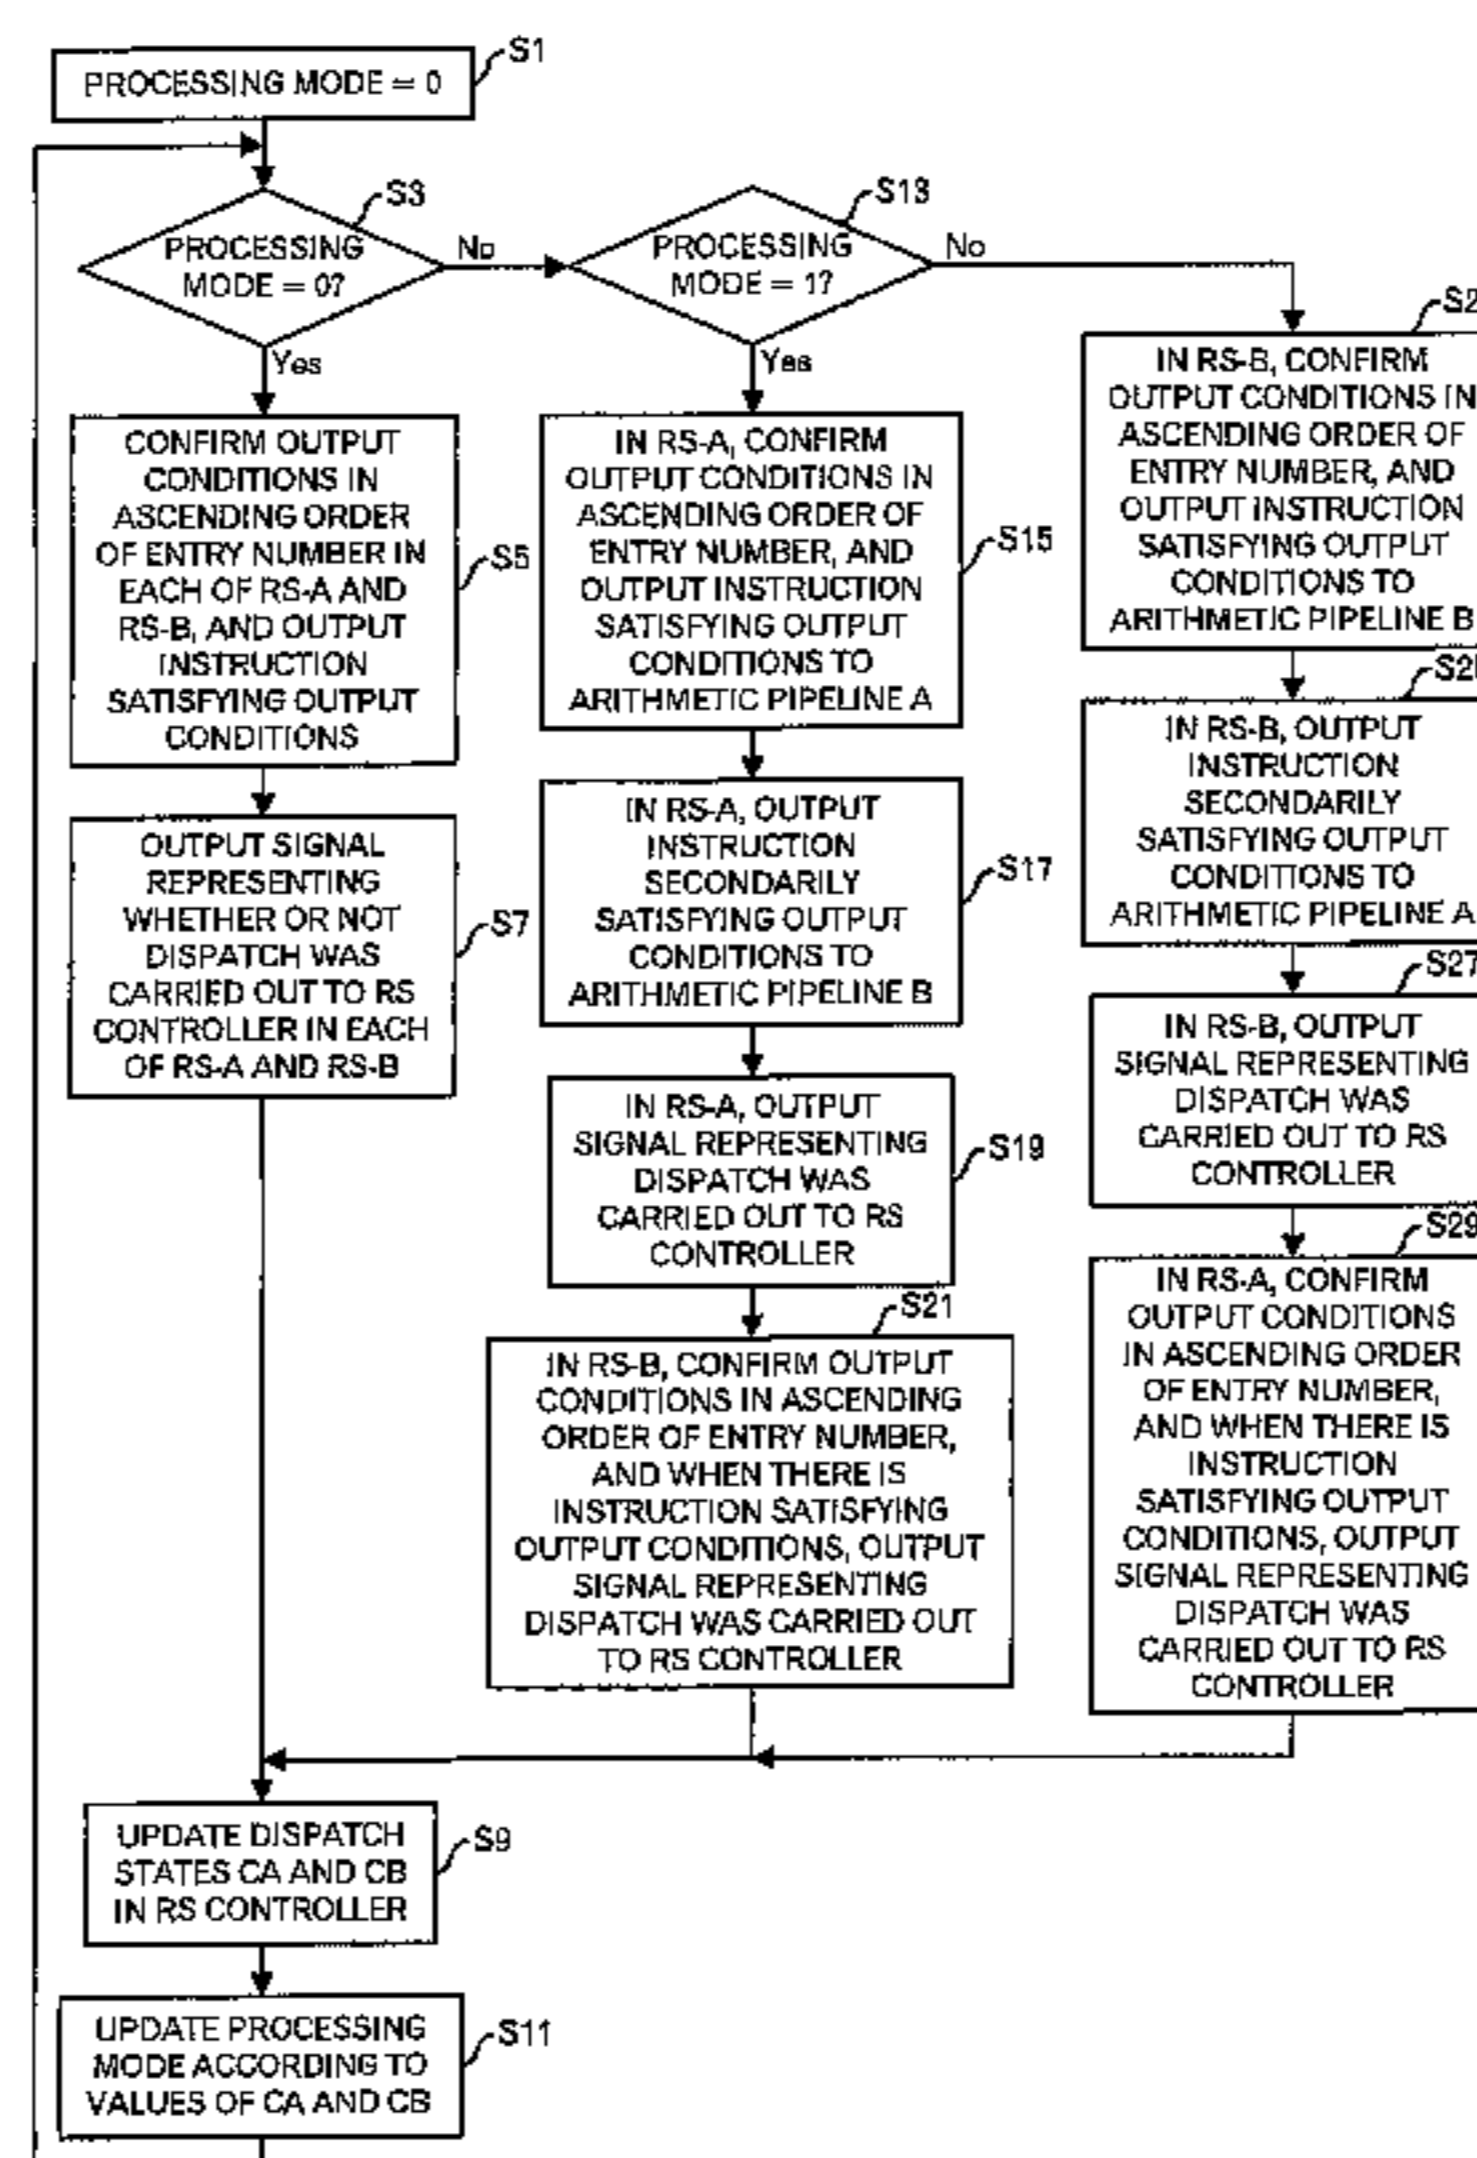 PROCESSING MODE = 0
S1
PROCESSING
MODE = 0?
S3
No
Yes
CONFIRM OUTPUT
CONDITIONS IN
ASCENDING ORDER
OF ENTRY NUMBER IN
EACH OF RS-A AND
RS-B, AND OUTPUT
INSTRUCTION
SATISFYING OUTPUT
CONDITIONS
S5
OUTPUT SIGNAL
REPRESENTING
WHETHER OR NOT
DISPATCH WAS
CARRIED OUT TO RS
CONTROLLER IN EACH
OF RS-A AND RS-B
S7
PROCESSING
MODE = 1?
S13
No
Yes
IN RS-A, CONFIRM
OUTPUT CONDITIONS IN
ASCENDING ORDER OF
ENTRY NUMBER, AND
OUTPUT INSTRUCTION
SATISFYING OUTPUT
CONDITIONS TO
ARITHMETIC PIPELINE A
S15
IN RS-A, OUTPUT
INSTRUCTION
SECONDARILY
SATISFYING OUTPUT
CONDITIONS TO
ARITHMETIC PIPELINE B
S17
IN RS-A, OUTPUT
SIGNAL REPRESENTING
DISPATCH WAS
CARRIED OUT TO RS
CONTROLLER
S19
S21
IN RS-B, CONFIRM OUTPUT
CONDITIONS IN ASCENDING
ORDER OF ENTRY NUMBER,
AND WHEN THERE IS
INSTRUCTION SATISFYING
OUTPUT CONDITIONS, OUTPUT
SIGNAL REPRESENTING
DISPATCH WAS CARRIED OUT
TO RS CONTROLLER
IN RS-B, CONFIRM
OUTPUT CONDITIONS IN
ASCENDING ORDER OF
ENTRY NUMBER, AND
OUTPUT INSTRUCTION
SATISFYING OUTPUT
CONDITIONS TO
ARITHMETIC PIPELINE B
IN RS-B, OUTPUT
INSTRUCTION
SECONDARILY
SATISFYING OUTPUT
CONDITIONS TO
ARITHMETIC PIPELINE A
S27
IN RS-B, OUTPUT
SIGNAL REPRESENTING
DISPATCH WAS
CARRIED OUT TO RS
CONTROLLER
S29
IN RS-A, CONFIRM
OUTPUT CONDITIONS
IN ASCENDING ORDER
OF ENTRY NUMBER,
AND WHEN THERE IS
INSTRUCTION
SATISFYING OUTPUT
CONDITIONS, OUTPUT
SIGNAL REPRESENTING
DISPATCH WAS
CARRIED OUT TO RS
CONTROLLER
UPDATE DISPATCH
STATES CA AND CB
IN RS CONTROLLER
S9
UPDATE PROCESSING
MODE ACCORDING TO
VALUES OF CA AND CB
S11